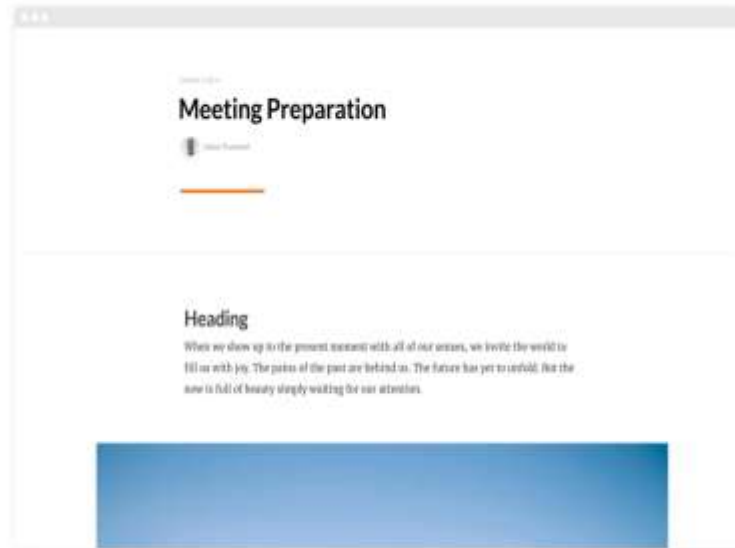 Meeting Preparation
Heading
When we show up to the present moment with all of our senses, we invite the world to
fill us with joy. The pains of the past are behind us. The future has yet to unfold. But the
now is full of beauty simply waiting for our attention.